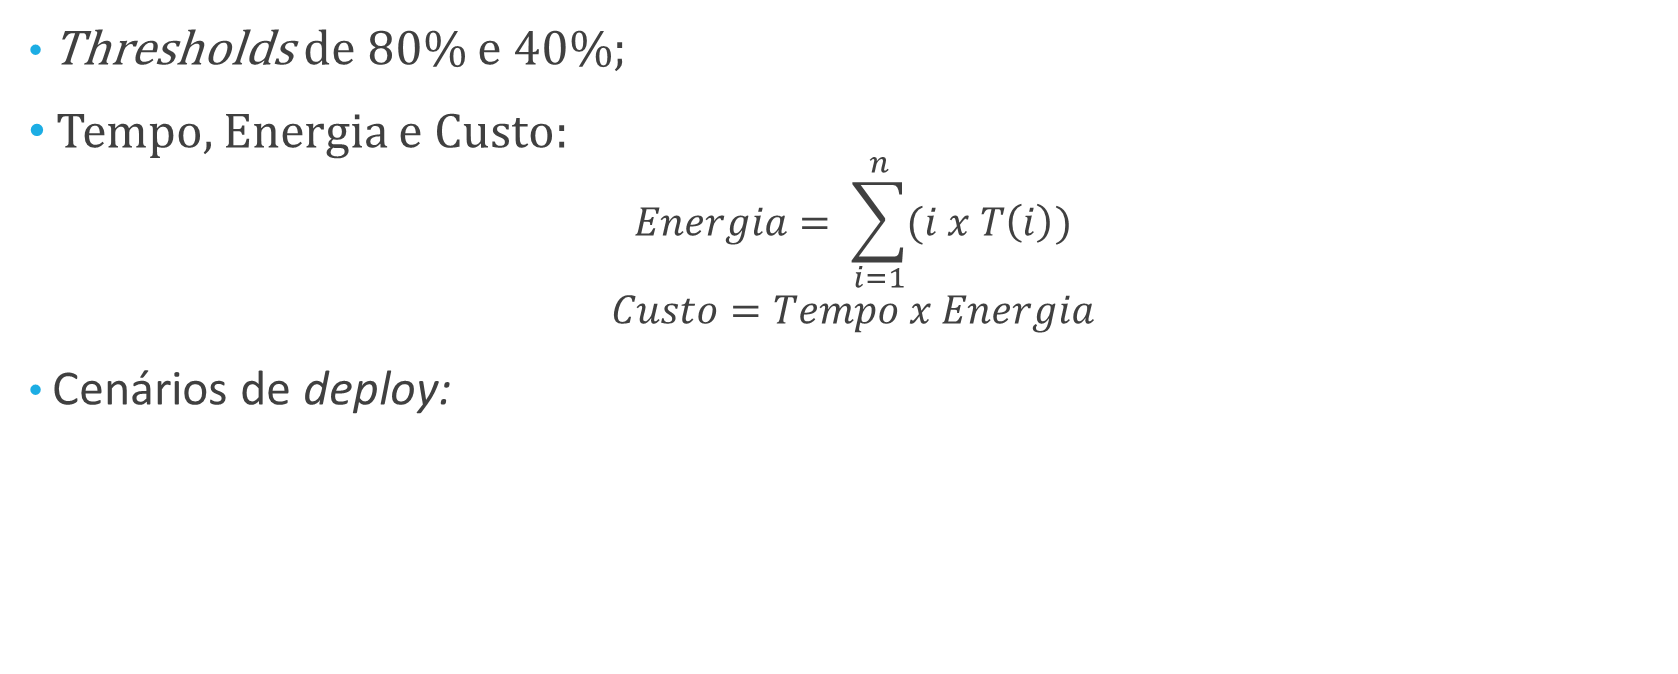 • Thresholds de 80% e 40%;
• Tempo, Energia e Custo:
Energia = ∑_{i=1}^{n} (i x T(i))
Custo = Tempo x Energia
• Cenários de deploy: